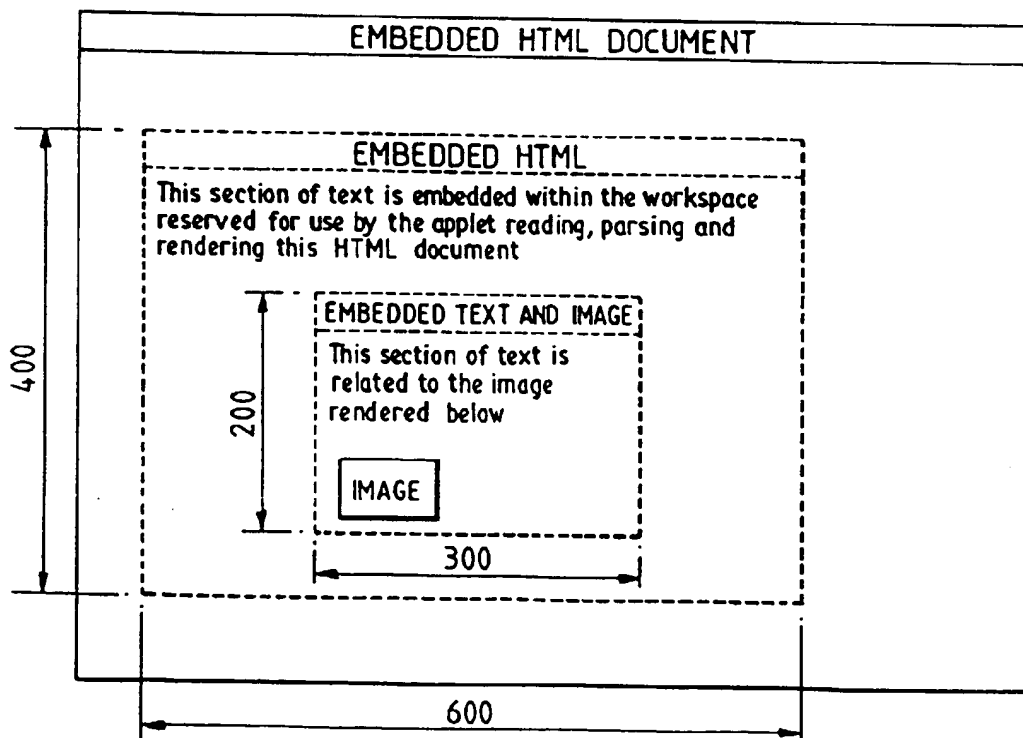 EMBEDDED HTML DOCUMENT
EMBEDDED HTML
This section of text is embedded within the workspace
reserved for use by the applet reading, parsing and
rendering this HTML document
EMBEDDED TEXT AND IMAGE
This section of text is
related to the image
rendered below
400
200
IMAGE
300
600